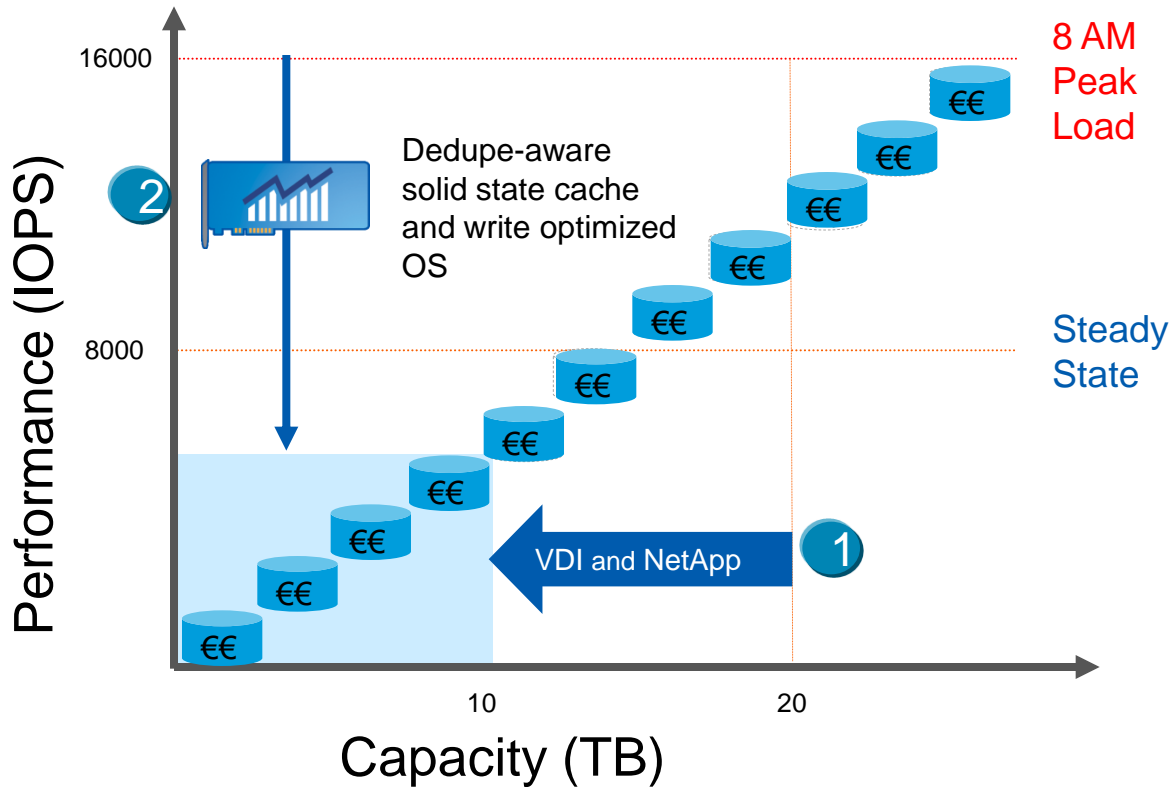 16000
8 AM
Peak
Load
€€
€€
Dedupe-aware
solid state cache
and write optimized
OS
2
€€
€€
€€
8000
Steady
State
€€
€€
€€
€€
VDI and NetApp
1
€€
€€
10
20
Performance (IOPS)
Capacity (TB)